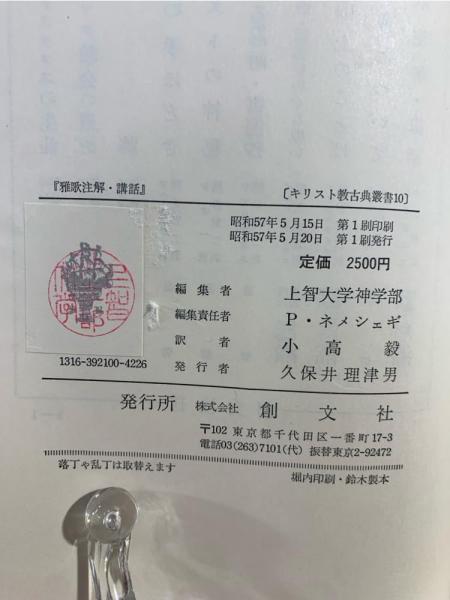 『雅歌注解・講話』
〔キリスト教古典叢書10〕
昭和57年5月15日 第1刷印刷
昭和57年5月20日 第1刷発行
定価 2500円
編集者 上智大学神学部
編集責任者 P・ネメシェギ
訳者 小高毅
発行者 久保井理津男
1316-392100-4226
発行所 株式会社 創文社
〒102 東京都千代田区一番町17-3
電話03(263)7101(代) 振替東京2-92472
落丁や乱丁は取替えます
堀内印刷・鈴木製本